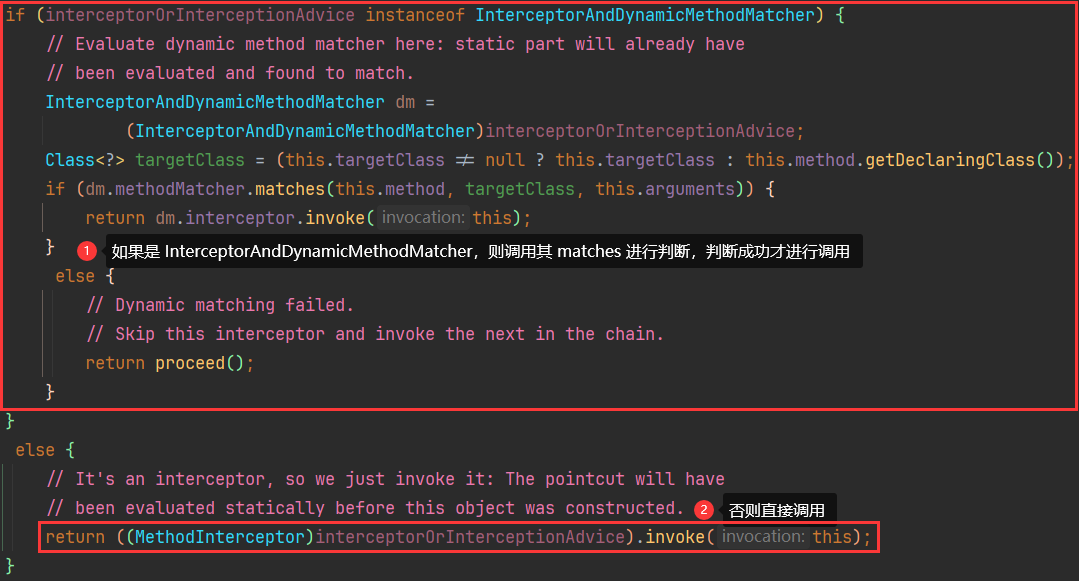 if (interceptorOrInterceptionAdvice instanceof InterceptorAndDynamicMethodMatcher) {
// Evaluate dynamic method matcher here: static part will already have
// been evaluated and found to match.
InterceptorAndDynamicMethodMatcher dm =
(InterceptorAndDynamicMethodMatcher)interceptorOrInterceptionAdvice;
Class<?> targetClass = (this.targetClass ≠ null ? this.targetClass : this.method.getDeclaringClass());
if (dm.methodMatcher.matches(this.method, targetClass, this.arguments)) {
return dm.interceptor.invoke( invocation: this);
}
1 如果是 InterceptorAndDynamicMethodMatcher，则调用其 matches 进行判断，判断成功才进行调用
else {
// Dynamic matching failed.
// Skip this interceptor and invoke the next in the chain.
return proceed();
}
}
else {
// It's an interceptor, so we just invoke it: The pointcut will have
// been evaluated statically before this object was constructed. 2 否则直接调用
return ((MethodInterceptor)interceptorOrInterceptionAdvice).invoke( invocation: this);
}